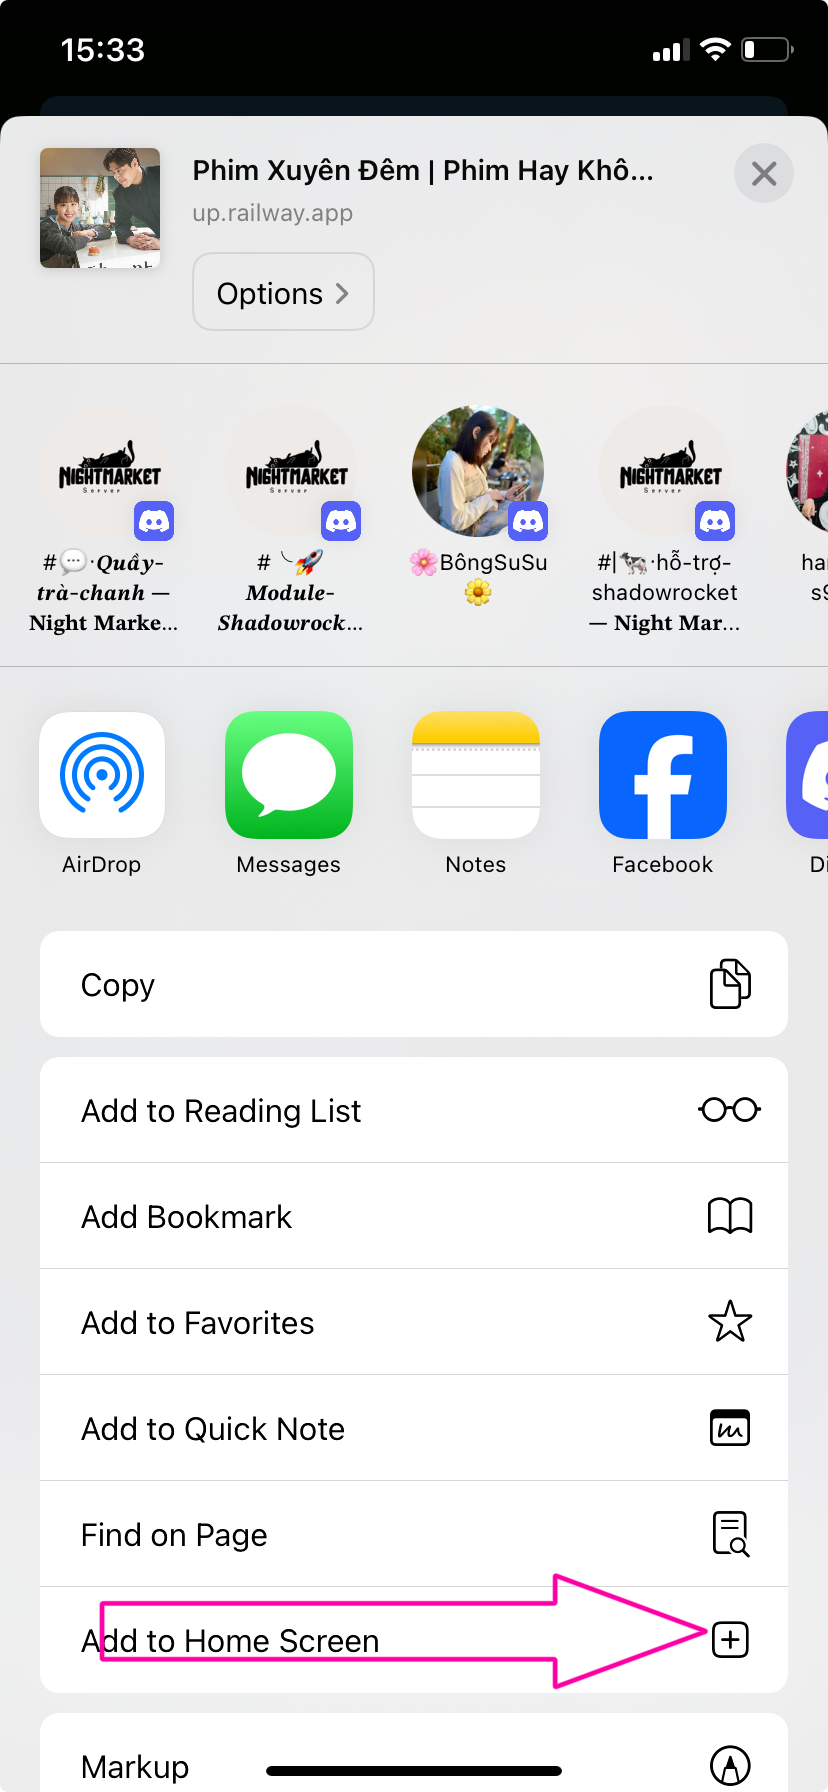 15:33
Phim Xuyên Đêm | Phim Hay Khô...
up.railway.app
Options
NIGHTMARKET
Server
NIGHTMARKET
Server
NIGHTMARKET
Server
#💬·Quầy-
trà-chanh —
Night Marke...
# ╰🚀
Module-
Shadowrock...
🌸BôngSuSu
🌼
#|🐄·hỗ-trợ-
shadowrocket
— Night Mar...
AirDrop
Messages
Notes
Facebook
Copy
Add to Reading List
Add Bookmark
Add to Favorites
Add to Quick Note
Find on Page
Add to Home Screen
Markup